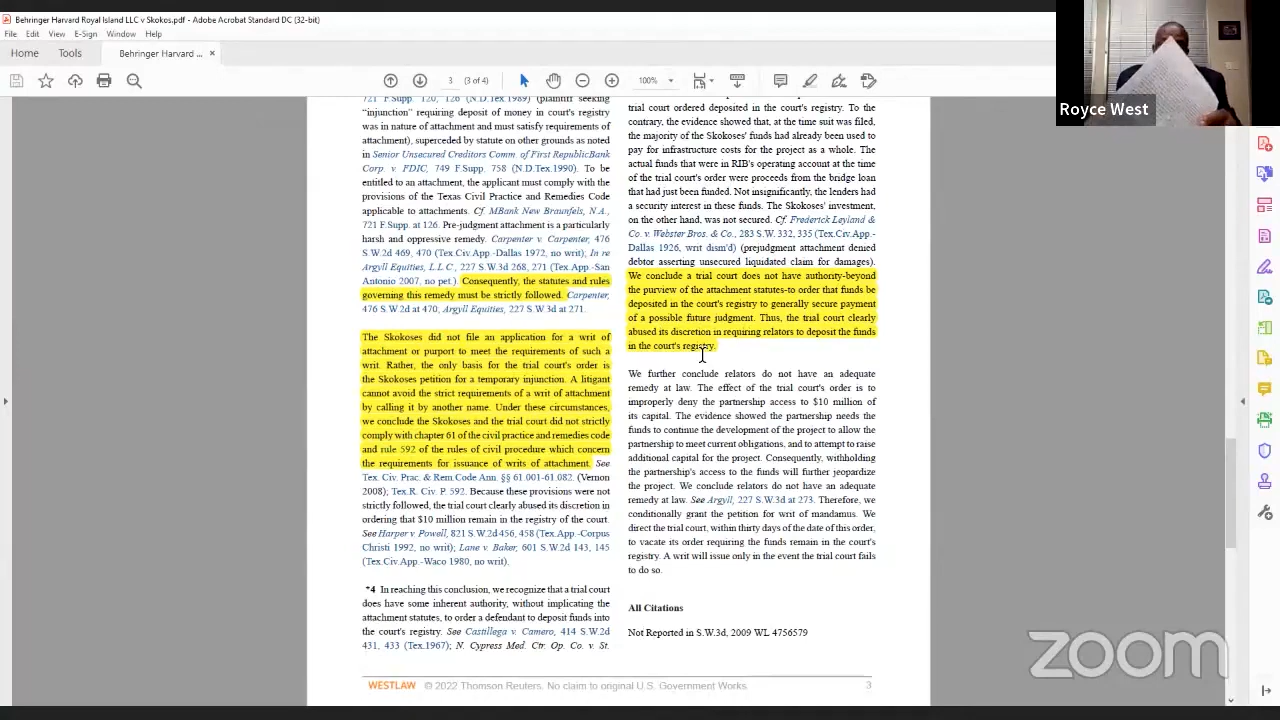 Behringer Harvard Royal Island LLC v Skokos.pdf - Adobe Acrobat Standard DC (32-bit)
File Edit View E-Sign Window Help
Home Tools Behringer Harvard ... ×
3 (3 of 4) 100%
Royce West
721 F.Supp. 120, 126 (N.D.Tex.1989) (plaintiff seeking
"injunction" requiring deposit of money in court's registry
was in nature of attachment and must satisfy requirements of
attachment), superceded by statute on other grounds as noted
in Senior Unsecured Creditors Comm. of First RepublicBank
Corp. v. FDIC, 749 F.Supp. 758 (N.D.Tex.1990). To be
entitled to an attachment, the applicant must comply with the
provisions of the Texas Civil Practice and Remedies Code
applicable to attachments. Cf. MBank New Braunfels, N.A.,
721 F.Supp. at 126. Pre-judgment attachment is a particularly
harsh and oppressive remedy. Carpenter v. Carpenter, 476
S.W.2d 469, 470 (Tex.Civ.App.-Dallas 1972, no writ); In re
Argyll Equities, L.L.C., 227 S.W.3d 268, 271 (Tex.App.-San
Antonio 2007, no pet.). Consequently, the statutes and rules
governing this remedy must be strictly followed. Carpenter,
476 S.W.2d at 470, Argyll Equities, 227 S.W.3d at 271.
The Skokoses did not file an application for a writ of
attachment or purport to meet the requirements of such a
writ. Rather, the only basis for the trial court's order is
the Skokoses petition for a temporary injunction. A litigant
cannot avoid the strict requirements of a writ of attachment
by calling it by another name. Under these circumstances,
we conclude the Skokoses and the trial court did not strictly
comply with chapter 61 of the civil practice and remedies code
and rule 592 of the rules of civil procedure which concern
the requirements for issuance of writs of attachment. See
Tex. Civ. Prac. & Rem.Code Ann. §§ 61.001-61.082. (Vernon
2008); Tex.R. Civ. P. 592. Because these provisions were not
strictly followed, the trial court clearly abused its discretion in
ordering that $10 million remain in the registry of the court.
See Harper v. Powell, 821 S.W.2d 456, 458 (Tex.App.-Corpus
Christi 1992, no writ); Lane v. Baker, 601 S.W.2d 143, 145
(Tex.Civ.App.-Waco 1980, no writ).
*4 In reaching this conclusion, we recognize that a trial court
does have some inherent authority, without implicating the
attachment statutes, to order a defendant to deposit funds into
the court's registry. See Castillega v. Camero, 414 S.W.2d
431, 433 (Tex.1967); N. Cypress Med. Ctr. Op. Co. v. St.
trial court ordered deposited in the court's registry. To the
contrary, the evidence showed that, at the time suit was filed,
the majority of the Skokoses' funds had already been used to
pay for infrastructure costs for the project as a whole. The
actual funds that were in RIB's operating account at the time
of the trial court's order were proceeds from the bridge loan
that had just been funded. Not insignificantly, the lenders had
a security interest in these funds. The Skokoses' investment,
on the other hand, was not secured. Cf. Frederick Leyland &
Co. v. Webster Bros. & Co., 283 S.W. 332, 335 (Tex.Civ.App.-
Dallas 1926, writ dism'd) (prejudgment attachment denied
debtor asserting unsecured liquidated claim for damages).
We conclude a trial court does not have authority-beyond
the purview of the attachment statutes-to order that funds be
deposited in the court's registry to generally secure payment
of a possible future judgment. Thus, the trial court clearly
abused its discretion in requiring relators to deposit the funds
in the court's registry.
We further conclude relators do not have an adequate
remedy at law. The effect of the trial court's order is to
improperly deny the partnership access to $10 million of
its capital. The evidence showed the partnership needs the
funds to continue the development of the project to allow the
partnership to meet current obligations, and to attempt to raise
additional capital for the project. Consequently, withholding
the partnership's access to the funds will further jeopardize
the project. We conclude relators do not have an adequate
remedy at law. See Argyll, 227 S.W.3d at 273. Therefore, we
conditionally grant the petition for writ of mandamus. We
direct the trial court, within thirty days of the date of this order,
to vacate its order requiring the funds remain in the court's
registry. A writ will issue only in the event the trial court fails
to do so.
All Citations
Not Reported in S.W.3d, 2009 WL 4756579
WESTLAW © 2022 Thomson Reuters. No claim to original U.S. Government Works. 3
zoom